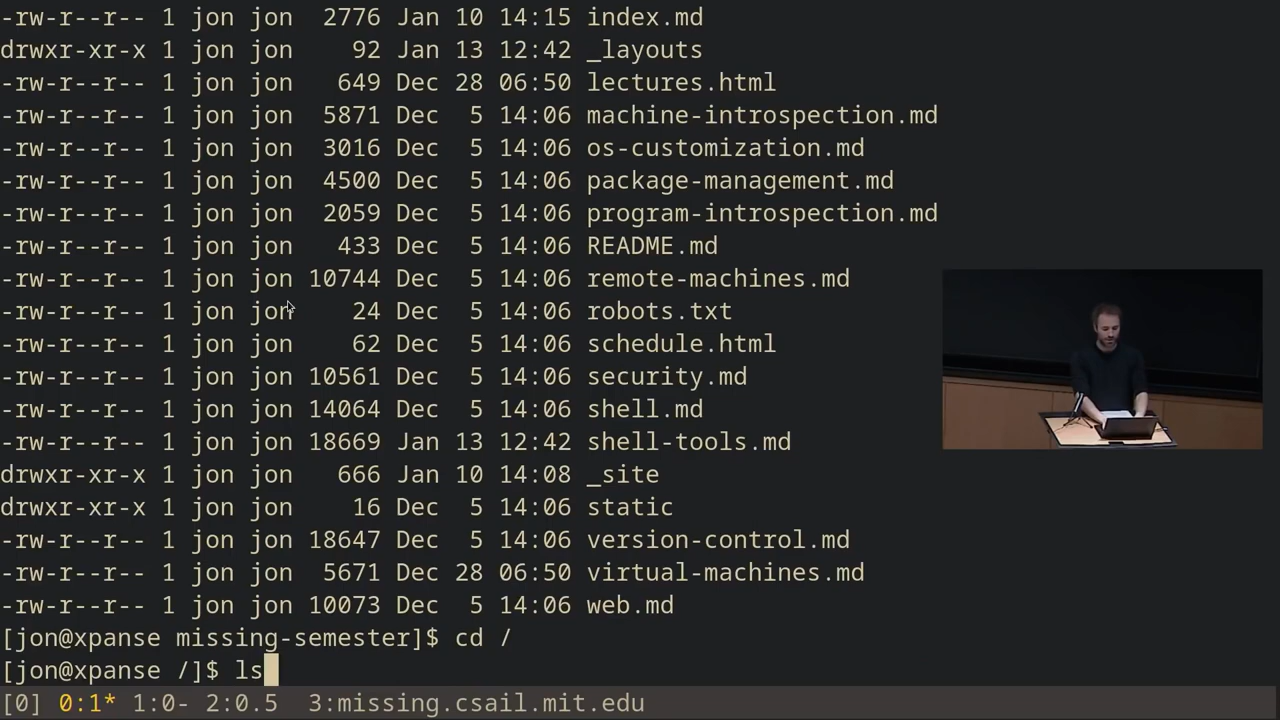 -rw-r--r-- 1 jon jon  2776 Jan 10 14:15 index.md
drwxr-xr-x 1 jon jon    92 Jan 13 12:42 _layouts
-rw-r--r-- 1 jon jon   649 Dec 28 06:50 lectures.html
-rw-r--r-- 1 jon jon  5871 Dec  5 14:06 machine-introspection.md
-rw-r--r-- 1 jon jon  3016 Dec  5 14:06 os-customization.md
-rw-r--r-- 1 jon jon  4500 Dec  5 14:06 package-management.md
-rw-r--r-- 1 jon jon  2059 Dec  5 14:06 program-introspection.md
-rw-r--r-- 1 jon jon   433 Dec  5 14:06 README.md
-rw-r--r-- 1 jon jon 10744 Dec  5 14:06 remote-machines.md
-rw-r--r-- 1 jon jon    24 Dec  5 14:06 robots.txt
-rw-r--r-- 1 jon jon    62 Dec  5 14:06 schedule.html
-rw-r--r-- 1 jon jon 10561 Dec  5 14:06 security.md
-rw-r--r-- 1 jon jon 14064 Dec  5 14:06 shell.md
-rw-r--r-- 1 jon jon 18669 Jan 13 12:42 shell-tools.md
drwxr-xr-x 1 jon jon   666 Jan 10 14:08 _site
drwxr-xr-x 1 jon jon    16 Dec  5 14:06 static
-rw-r--r-- 1 jon jon 18647 Dec  5 14:06 version-control.md
-rw-r--r-- 1 jon jon  5671 Dec 28 06:50 virtual-machines.md
-rw-r--r-- 1 jon jon 10073 Dec  5 14:06 web.md
[jon@xpanse missing-semester]$ cd /
[jon@xpanse /]$ ls
[0] 0:1* 1:0- 2:0.5  3:missing.csail.mit.edu